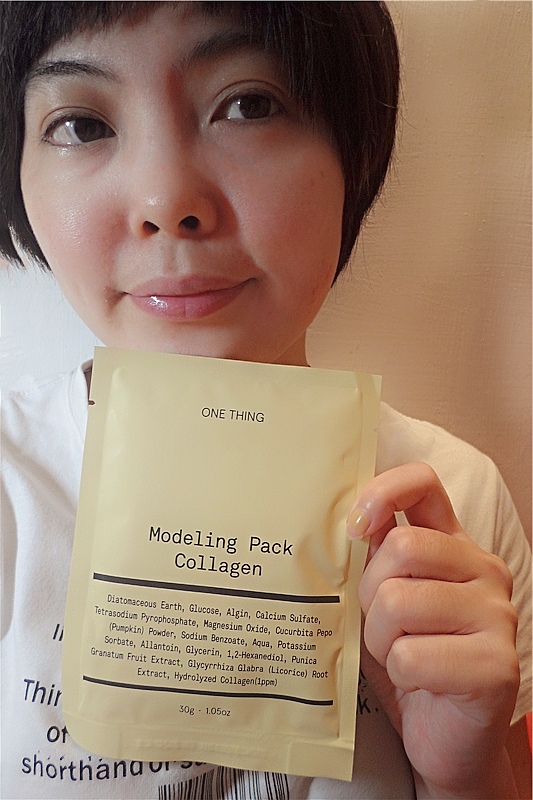 ONE THING
Modeling Pack
Collagen
Diatomaceous Earth, Glucose, Algin, Calcium Sulfate,
Tetrasodium Pyrophosphate, Magnesium Oxide, Cucurbita Pepo
(Pumpkin) Powder, Sodium Benzoate, Aqua, Potassium
Sorbate, Allantoin, Glycerin, 1,2-Hexanediol, Punica
Granatum Fruit Extract, Glycyrrhiza Glabra (Licorice) Root
Extract, Hydrolyzed Collagen(1ppm)
30g · 1.05oz
k.
of
shorthand of